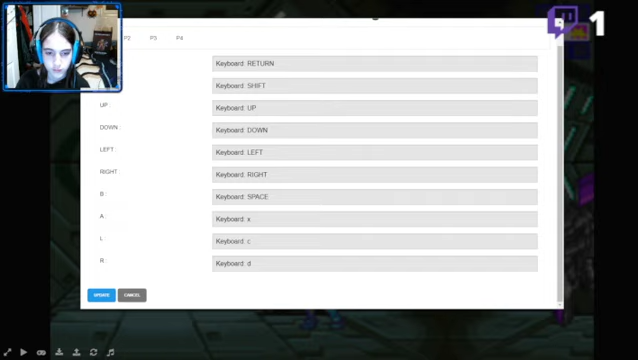 1
P2 P3 P4
Keyboard: RETURN
Keyboard: SHIFT
UP : Keyboard: UP
DOWN : Keyboard: DOWN
LEFT : Keyboard: LEFT
RIGHT : Keyboard: RIGHT
B : Keyboard: SPACE
A : Keyboard: x
L : Keyboard: c
R : Keyboard: d
UPDATE CANCEL